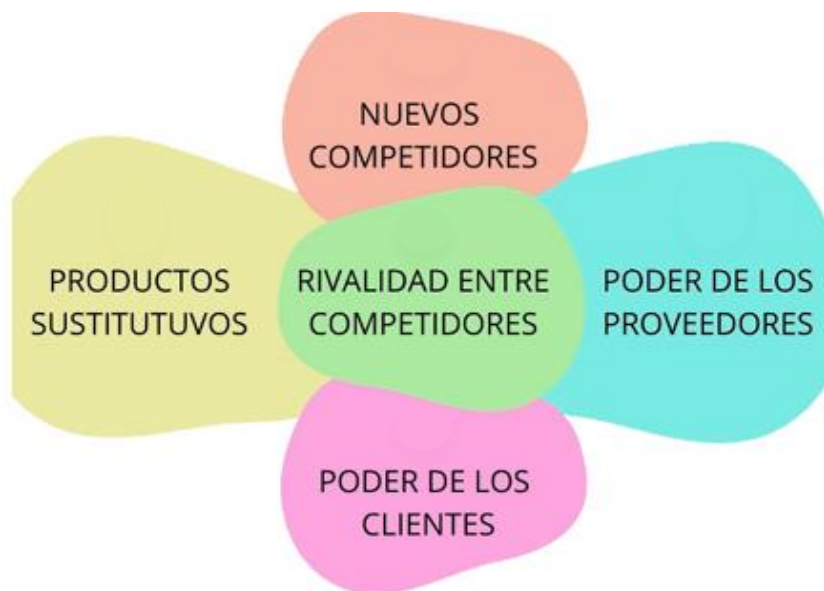 NUEVOS
COMPETIDORES
PRODUCTOS
SUSTITUTUVOS
RIVALIDAD ENTRE
COMPETIDORES
PODER DE LOS
PROVEEDORES
PODER DE LOS
CLIENTES